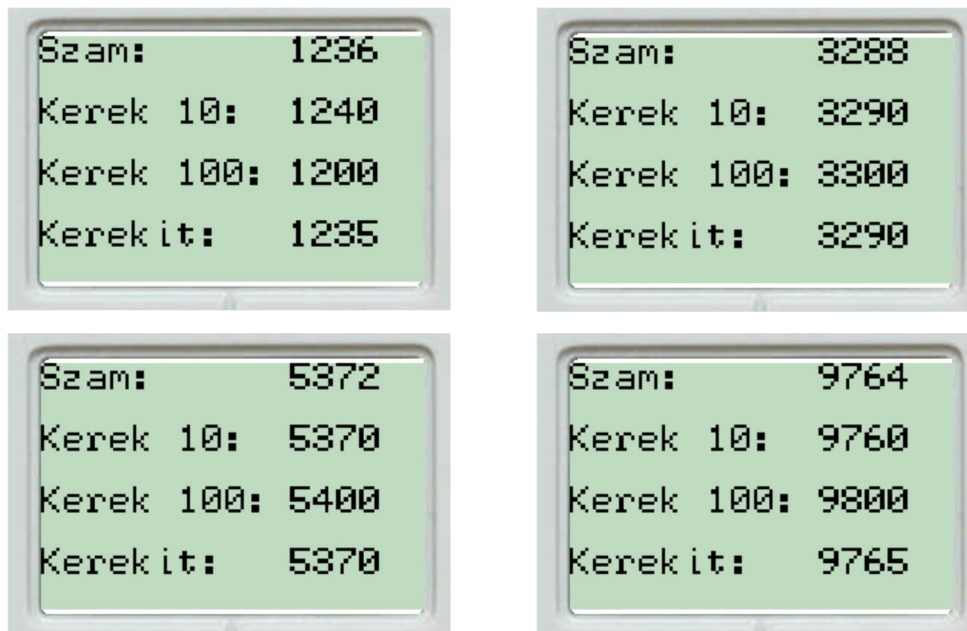 Szam: 1236
Kerek 10: 1240
Kerek 100: 1200
Kerekit: 1235
Szam: 3288
Kerek 10: 3290
Kerek 100: 3300
Kerekit: 3290
Szam: 5372
Kerek 10: 5370
Kerek 100: 5400
Kerekit: 5370
Szam: 9764
Kerek 10: 9760
Kerek 100: 9800
Kerekit: 9765